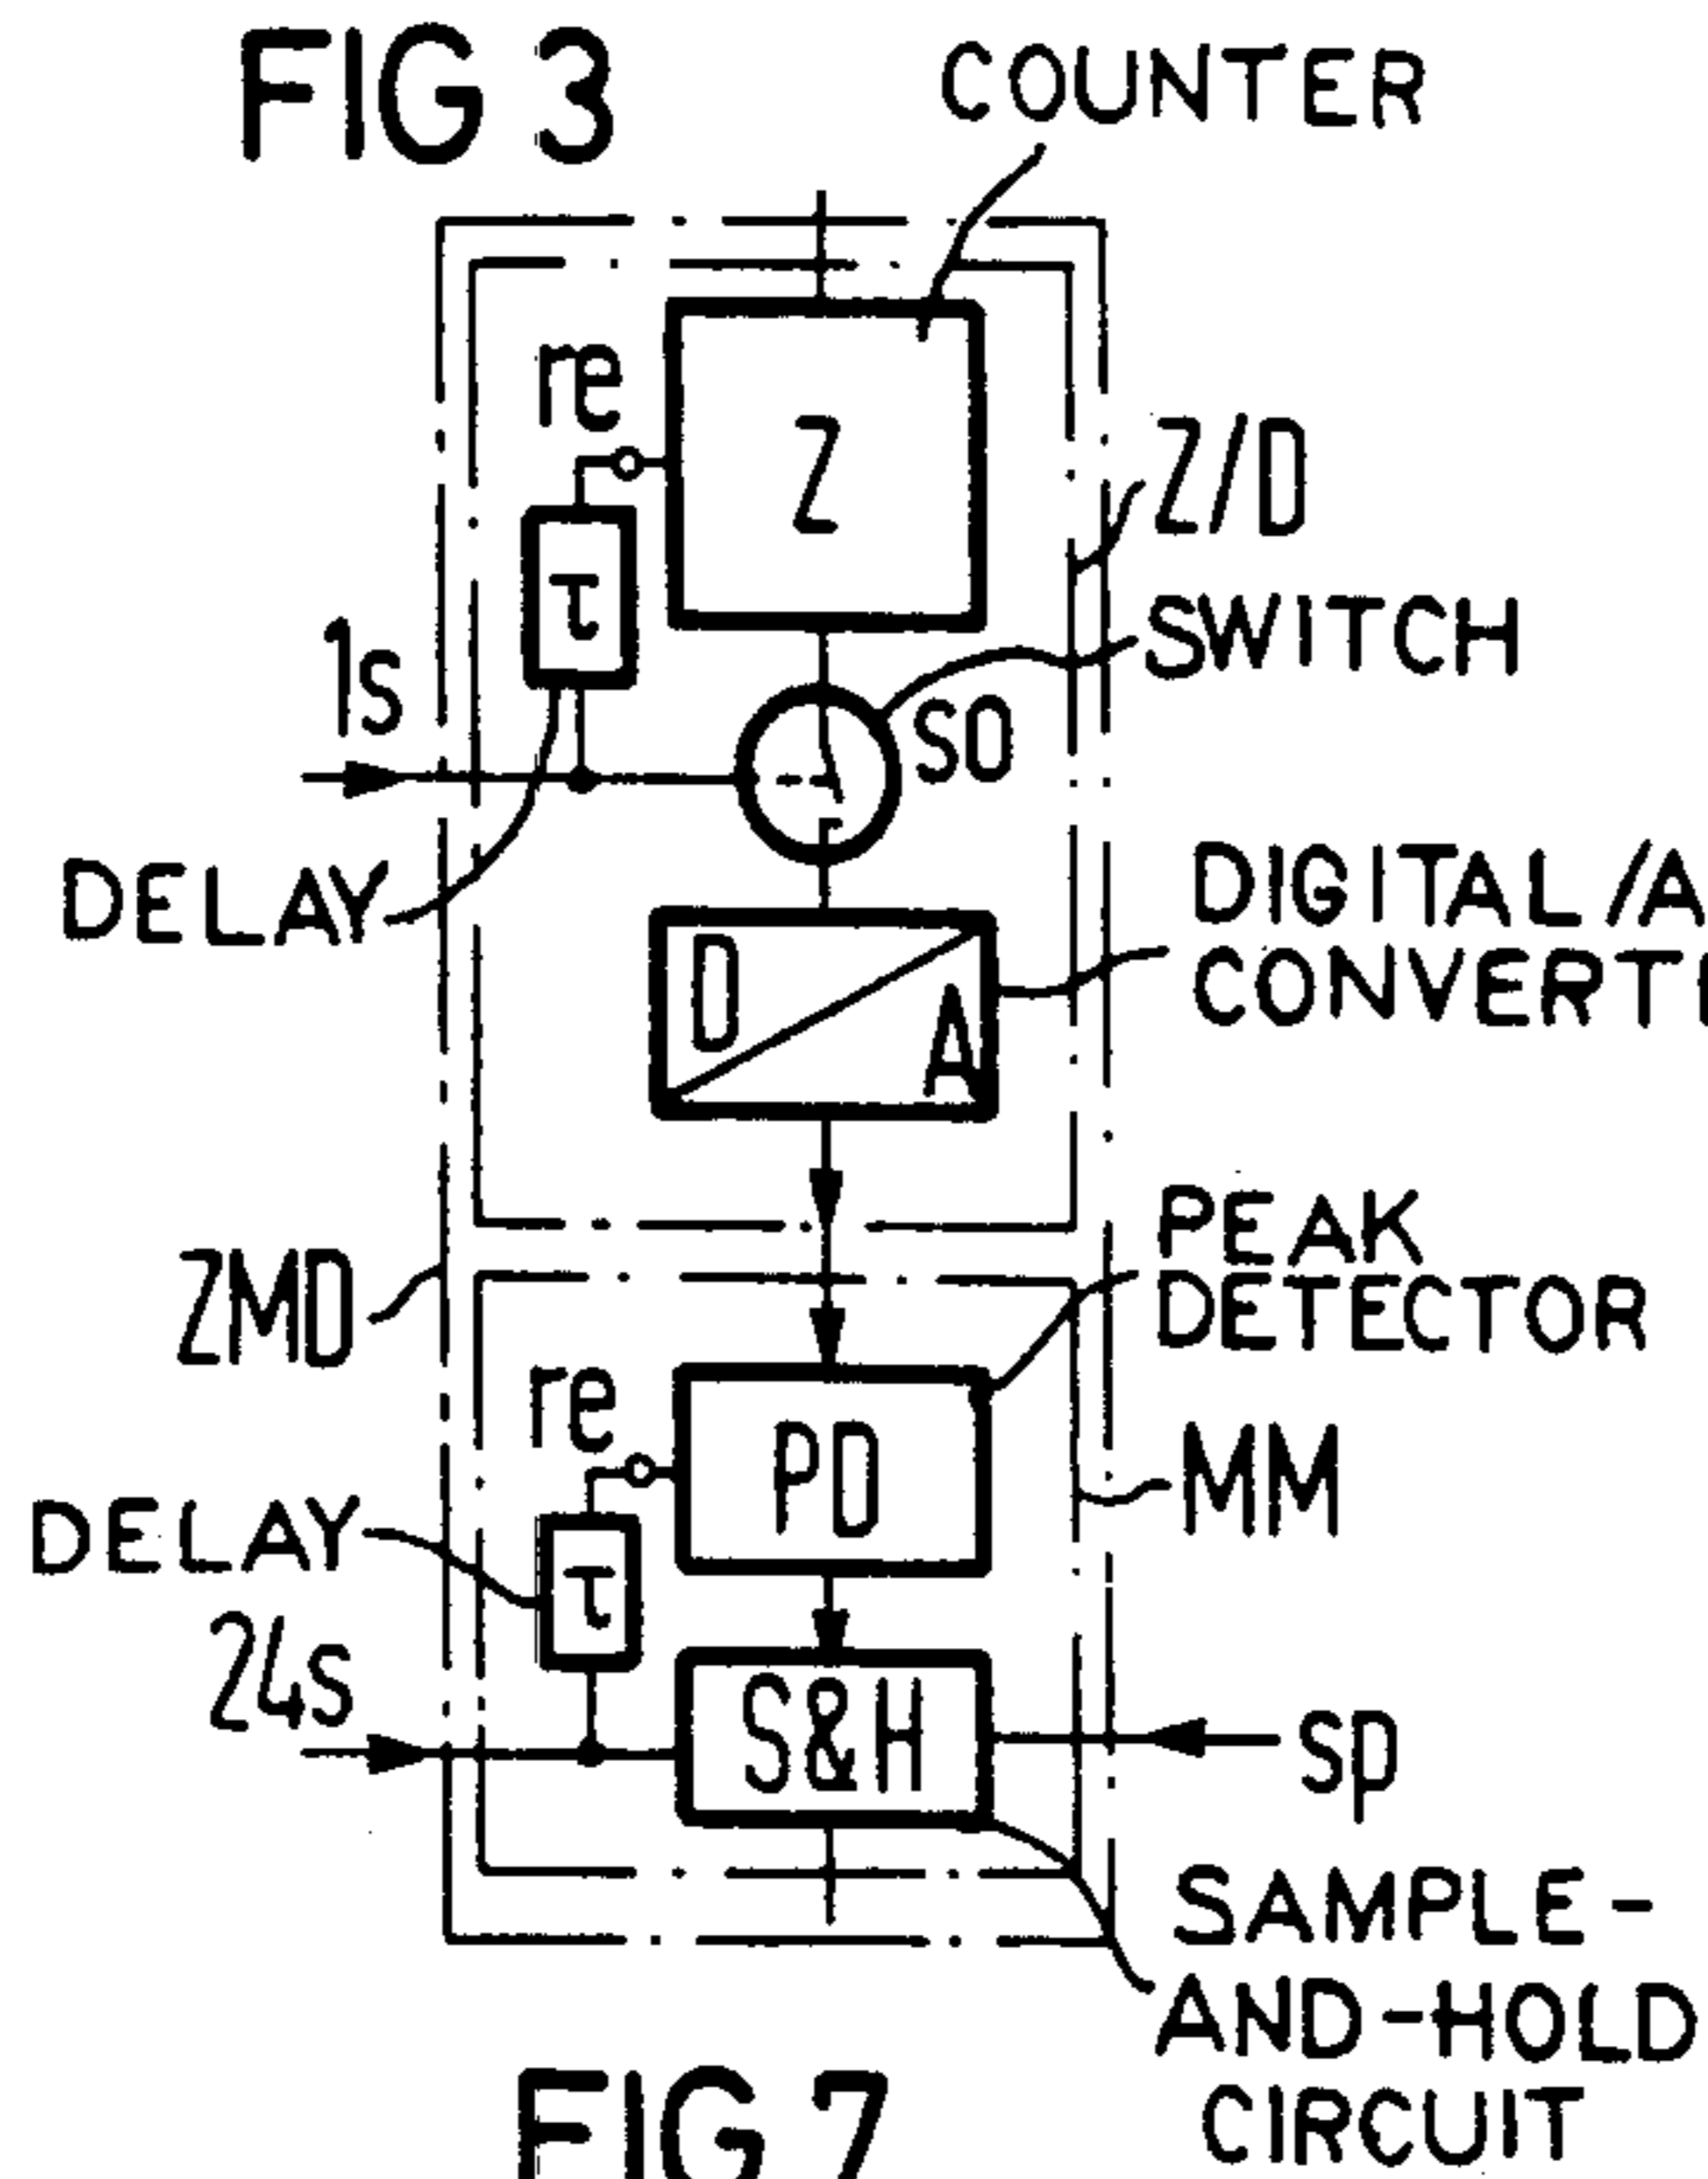 FIG 3
COUNTER
re
Z
Z/D
τ
SWITCH
1s
SO
DELAY
DIGITAL/A
CONVERTE
D
A
PEAK
DETECTOR
ZMD
re
PD
MM
DELAY
τ
24s
S&H
sp
SAMPLE-
AND-HOLD
CIRCUIT
FIG 7